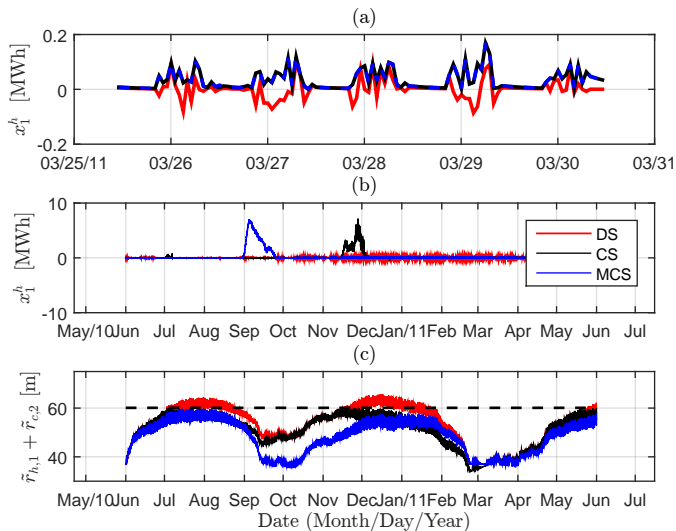 (a)
x₁ʰ [MWh]
0.2
0
-0.2
03/25/11 03/26 03/27 03/28 03/29 03/30 03/31
(b)
x₁ʰ [MWh]
10
0
-10
DS
CS
MCS
May/10 Jun Jul Aug Sep Oct Nov Dec Jan/11 Feb Mar Apr May Jun Jul
(c)
r̃ₕ,₁ + r̃c,₂ [m]
60
40
May/10 Jun Jul Aug Sep Oct Nov Dec Jan/11 Feb Mar Apr May Jun Jul
Date (Month/Day/Year)